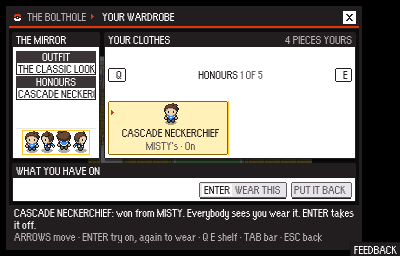 THE BOLTHOLE ▸ YOUR WARDROBE X
THE MIRROR
OUTFIT
THE CLASSIC LOOK
HONOURS
CASCADE NECKER
YOUR CLOTHES 4 PIECES YOURS
Q HONOURS 1 OF 5 E
CASCADE NECKERCHIEF
MISTY's · On
WHAT YOU HAVE ON
ENTER WEAR THIS PUT IT BACK
CASCADE NECKERCHIEF: won from MISTY. Everybody sees you wear it. ENTER takes
it off.
ARROWS move · ENTER try on, again to wear · Q E shelf · TAB bar · ESC back
FEEDBACK